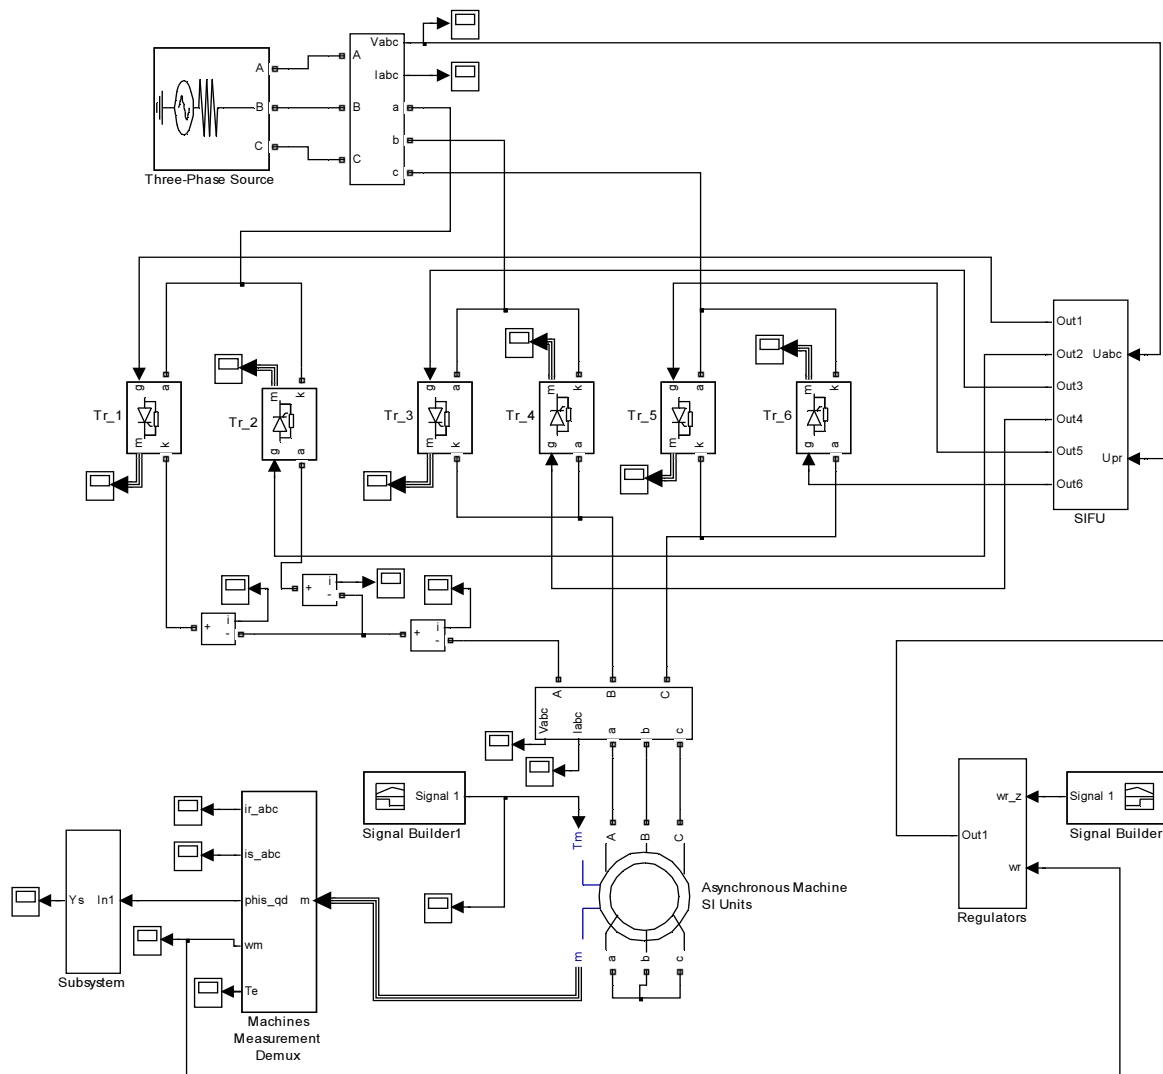 Vabc
A
A
Iabc
B
B
a
b
C
C
c
Three-Phase Source
Out1
Out2
Uabc
Out3
Out4
Out5
Upr
Out6
SIFU
g
a
m
k
g
a
m
k
g
a
m
k
Tr_1
Tr_2
Tr_3
Tr_4
Tr_5
Tr_6
m
k
g
a
m
k
g
a
m
k
g
a
+
i
-
+
i
-
+
i
-
A
B
C
Vabc
Iabc
a
b
c
Signal 1
Signal Builder1
Tm
A
B
C
Asynchronous Machine
SI Units
m
a
b
c
ir_abc
is_abc
phis_qd
m
wm
Te
Machines
Measurement
Demux
Ys
In1
Subsystem
wr_z
Out1
wr
Regulators
Signal 1
Signal Builder